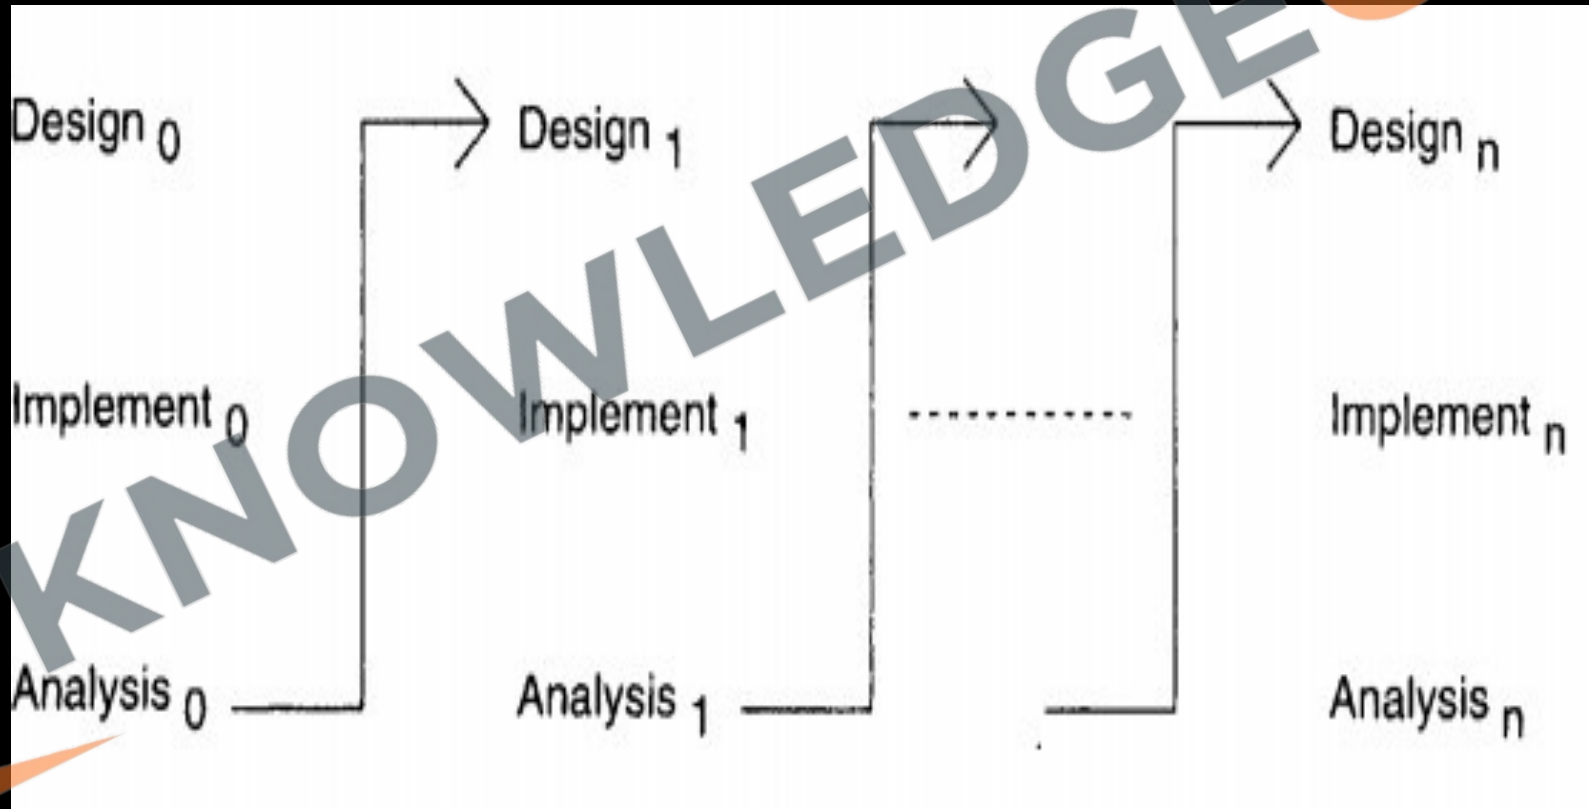 Design 0 Design 1 Design n
Implement 0 Implement 1 Implement n
Analysis 0 Analysis 1 Analysis n
KNOWLEDGE